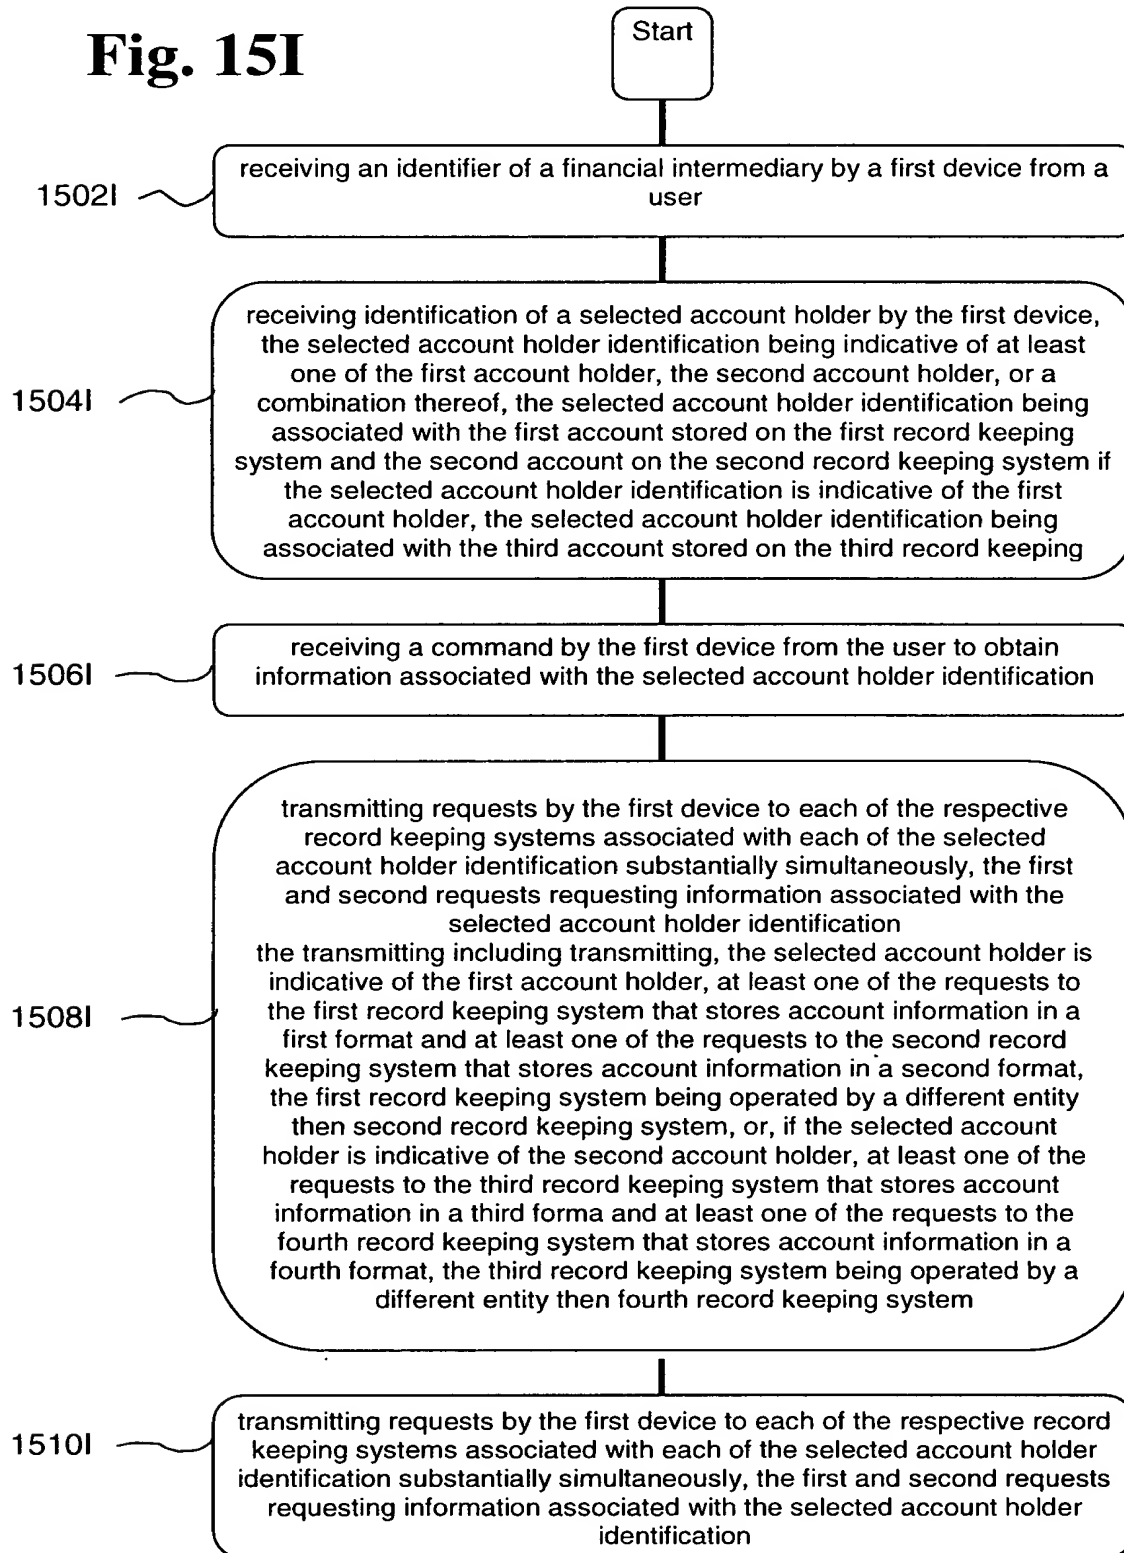 Fig. 15I
Start
1502I
receiving an identifier of a financial intermediary by a first device from a
user
1504I
receiving identification of a selected account holder by the first device,
the selected account holder identification being indicative of at least
one of the first account holder, the second account holder, or a
combination thereof, the selected account holder identification being
associated with the first account stored on the first record keeping
system and the second account on the second record keeping system if
the selected account holder identification is indicative of the first
account holder, the selected account holder identification being
associated with the third account stored on the third record keeping
1506I
receiving a command by the first device from the user to obtain
information associated with the selected account holder identification
1508I
transmitting requests by the first device to each of the respective
record keeping systems associated with each of the selected
account holder identification substantially simultaneously, the first
and second requests requesting information associated with the
selected account holder identification
the transmitting including transmitting, the selected account holder is
indicative of the first account holder, at least one of the requests to
the first record keeping system that stores account information in a
first format and at least one of the requests to the second record
keeping system that stores account information in a second format,
the first record keeping system being operated by a different entity
then second record keeping system, or, if the selected account
holder is indicative of the second account holder, at least one of the
requests to the third record keeping system that stores account
information in a third forma and at least one of the requests to the
fourth record keeping system that stores account information in a
fourth format, the third record keeping system being operated by a
different entity then fourth record keeping system
1510I
transmitting requests by the first device to each of the respective record
keeping systems associated with each of the selected account holder
identification substantially simultaneously, the first and second requests
requesting information associated with the selected account holder
identification